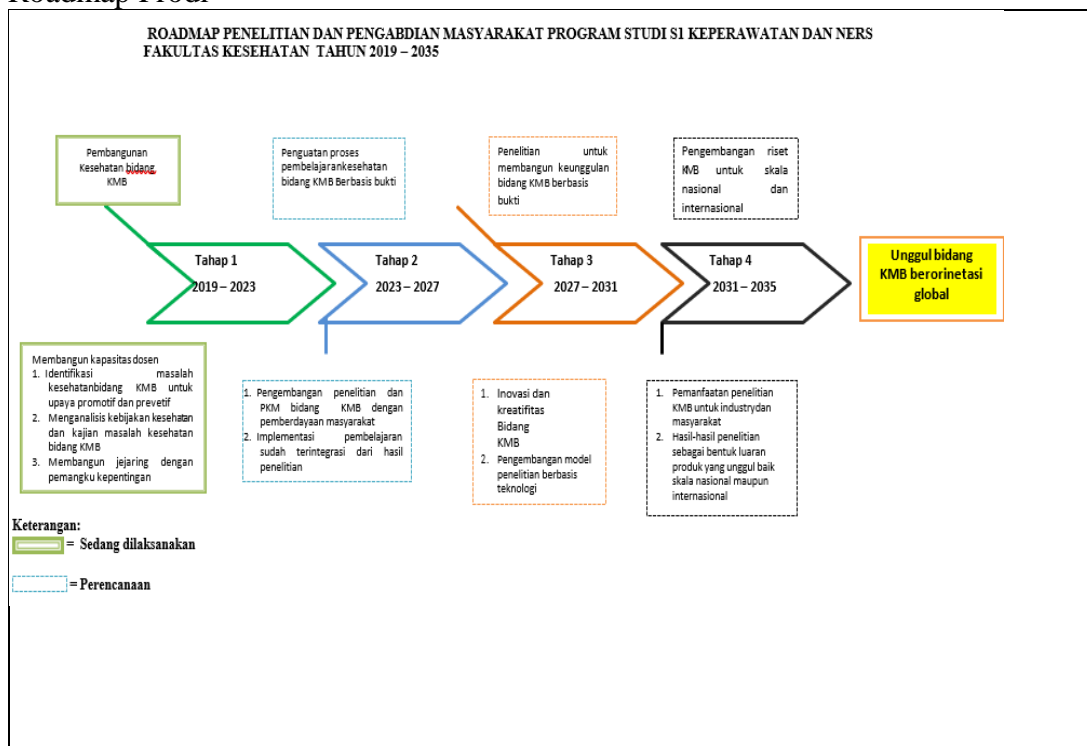 Roadmap Prodi
ROADMAP PENELITIAN DAN PENGABDIAN MASYARAKAT PROGRAM STUDI S1 KEPERAWATAN DAN NERS
FAKULTAS KESEHATAN TAHUN 2019 – 2035
Pembangunan
Kesehatan bidang
KMB
Penguatan proses
pembelajarankesehatan
bidang KMB Berbasis bukti
Penelitian untuk
membangun keunggulan
bidang KMB berbasis
bukti
Pengembangan riset
KMB untuk skala
nasional dan
internasional
Tahap 1
2019 – 2023
Tahap 2
2023 – 2027
Tahap 3
2027 – 2031
Tahap 4
2031 – 2035
Unggul bidang
KMB berorinetasi
global
Membangun kapasitas dosen
1. Identifikasi masalah
kesehatanbidang KMB untuk
upaya promotif dan prevetif
2. Menganalisis kebijakan kesehatan
dan kajian masalah kesehatan
bidang KMB
3. Membangun jejaring dengan
pemangku kepentingan
1. Pengembangan penelitian dan
PKM bidang KMB dengan
pemberdayaan masyarakat
2. Implementasi pembelajaran
sudah terintegrasi dari hasil
penelitian
1. Inovasi dan
kreatifitas
Bidang
KMB
2. Pengembangan model
penelitian berbasis
teknologi
1. Pemanfaatan penelitian
KMB untuk industrydan
masyarakat
2. Hasil-hasil penelitian
sebagai bentuk luaran
produk yang unggul baik
skala nasional maupun
internasional
Keterangan:
= Sedang dilaksanakan
= Perencanaan